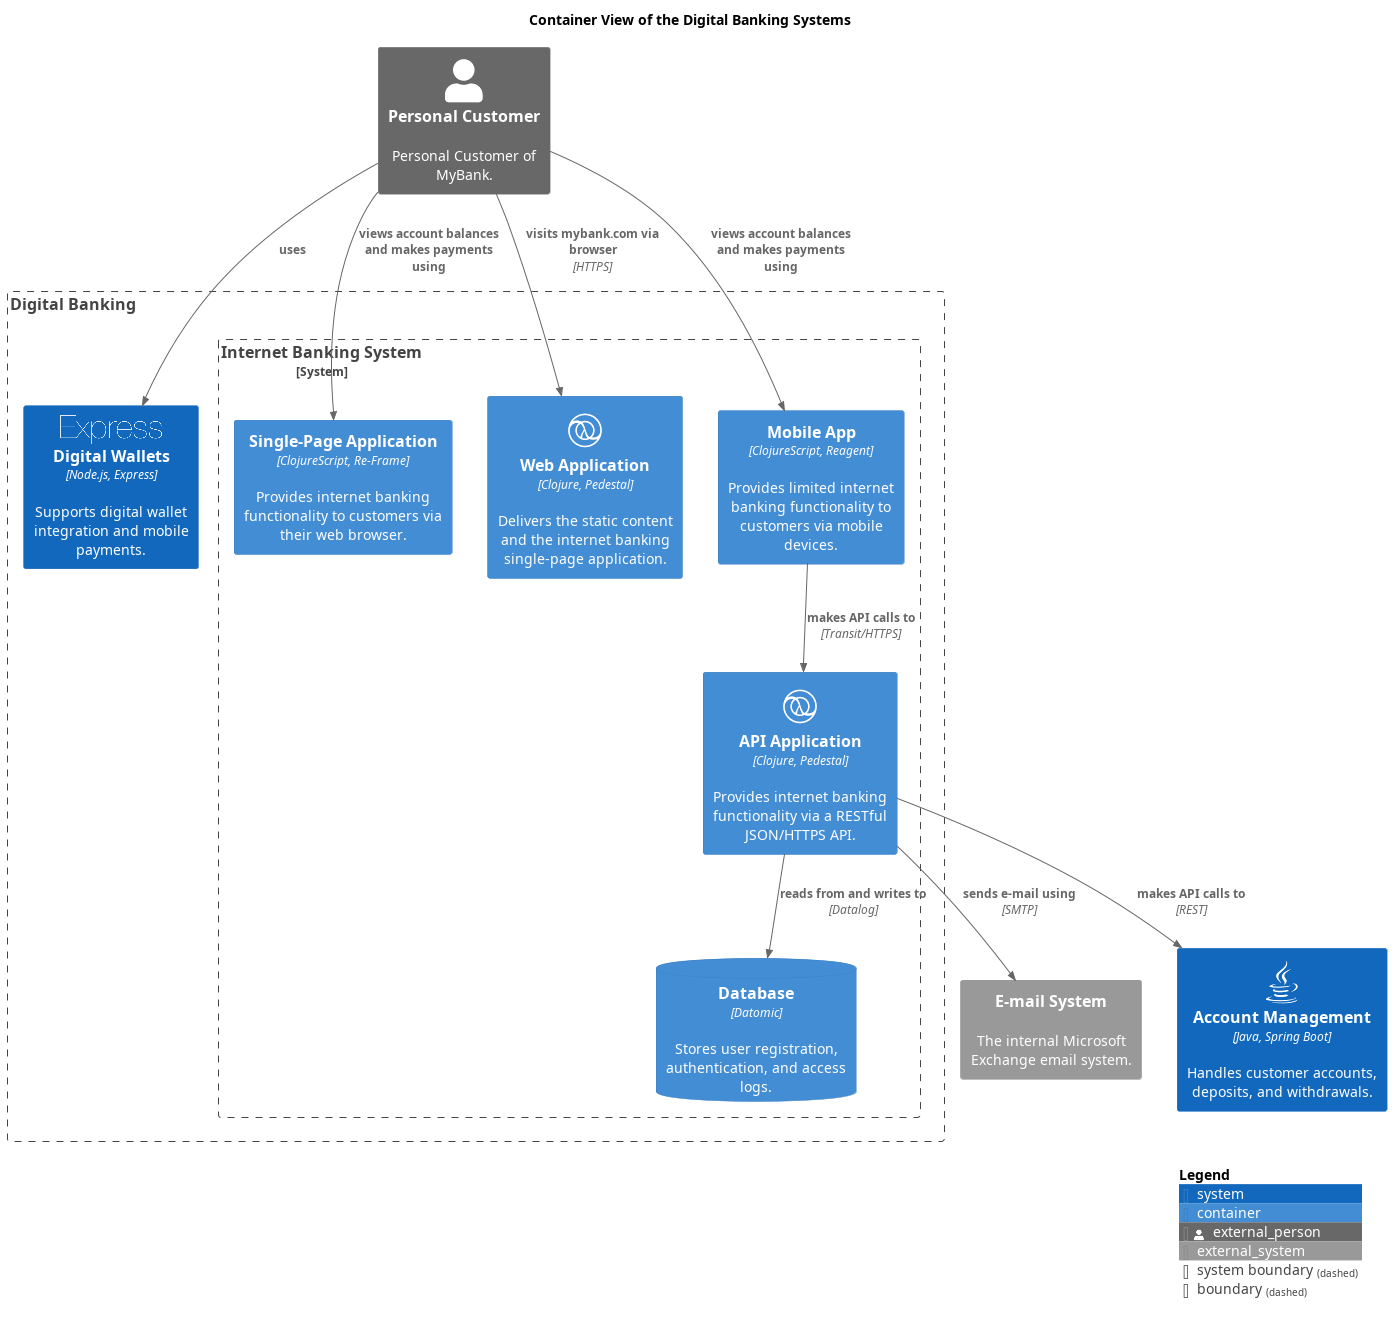 Container View of the Digital Banking Systems
Personal Customer
Personal Customer of
MyBank.
uses
views account balances
and makes payments
using
visits mybank.com via
browser
[HTTPS]
views account balances
and makes payments
using
Digital Banking
Internet Banking System
[System]
Express
Digital Wallets
[Node.js, Express]
Supports digital wallet
integration and mobile
payments.
Single-Page Application
[ClojureScript, Re-Frame]
Provides internet banking
functionality to customers via
their web browser.
Web Application
[Clojure, Pedestal]
Delivers the static content
and the internet banking
single-page application.
Mobile App
[ClojureScript, Reagent]
Provides limited internet
banking functionality to
customers via mobile
devices.
makes API calls to
[Transit/HTTPS]
API Application
[Clojure, Pedestal]
Provides internet banking
functionality via a RESTful
JSON/HTTPS API.
reads from and writes to
[Datalog]
sends e-mail using
[SMTP]
makes API calls to
[REST]
Database
[Datomic]
Stores user registration,
authentication, and access
logs.
E-mail System
The internal Microsoft
Exchange email system.
Account Management
[Java, Spring Boot]
Handles customer accounts,
deposits, and withdrawals.
Legend
system
container
external_person
external_system
system boundary (dashed)
boundary (dashed)